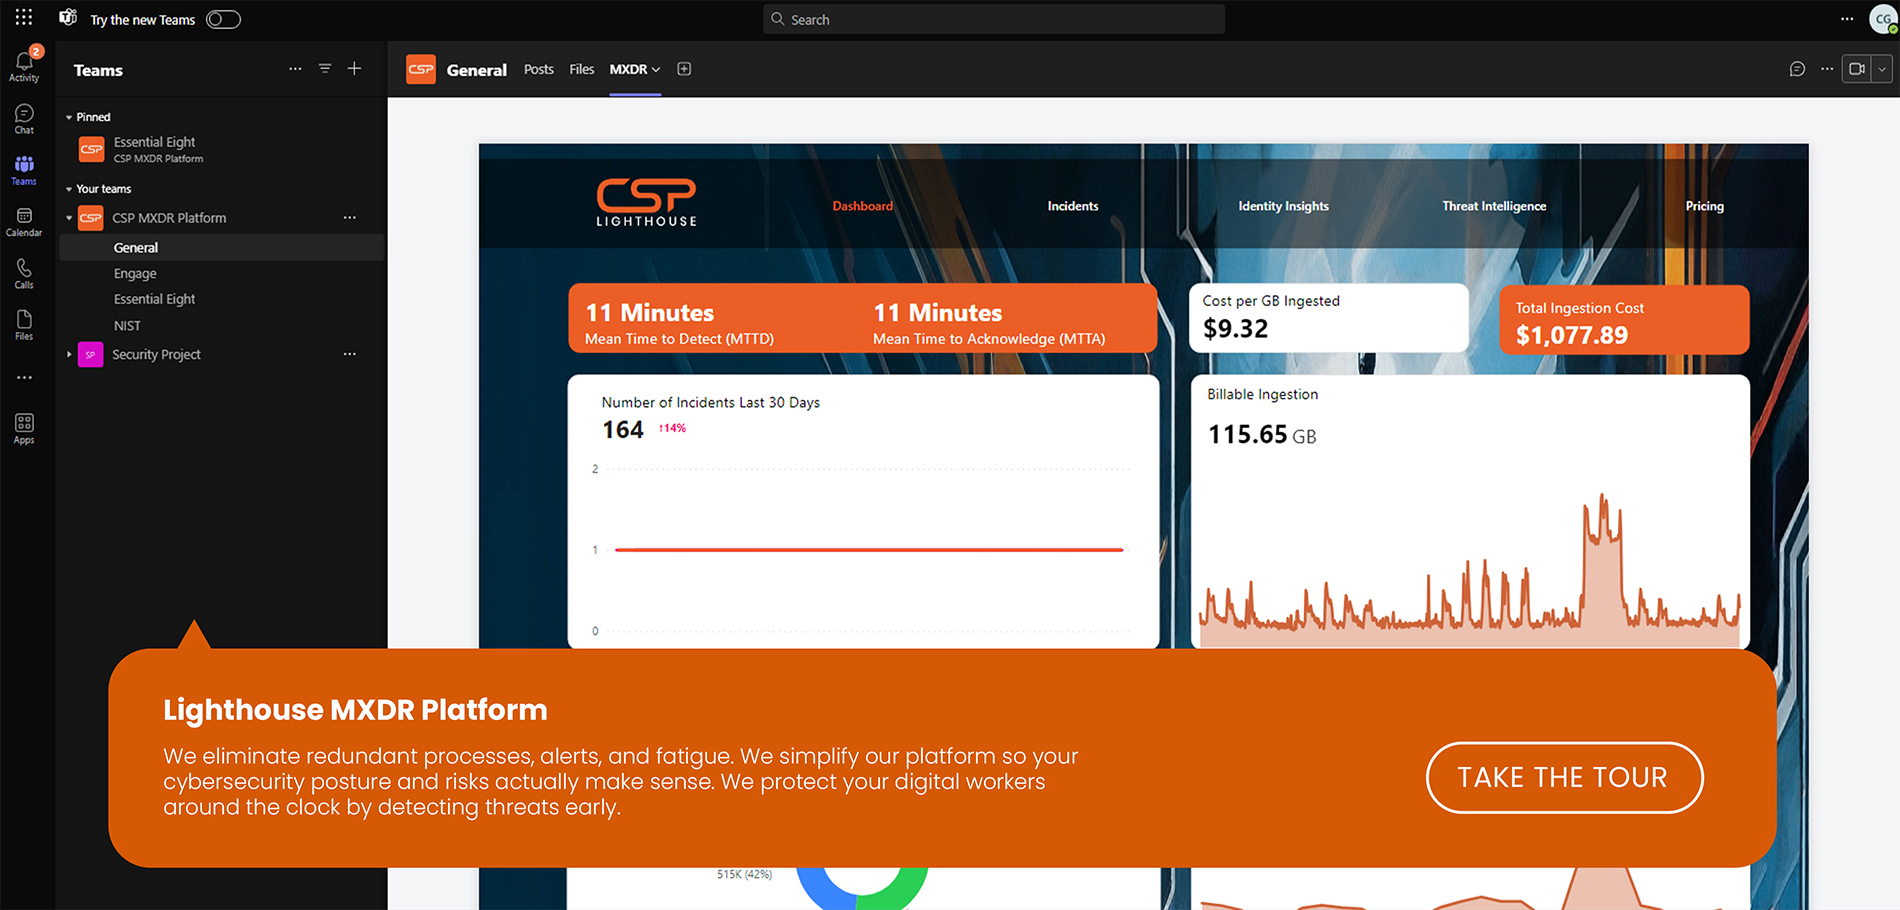 Try the new Teams
Search
CG
2
Activity
Chat
Teams
Calendar
Calls
Files
Apps
Teams
Pinned
CSP
Essential Eight
CSP MXDR Platform
Your teams
CSP
CSP MXDR Platform
General
Engage
Essential Eight
NIST
SP
Security Project
CSP
General
Posts
Files
MXDR
CSP
LIGHTHOUSE
Dashboard
Incidents
Identity Insights
Threat Intelligence
Pricing
11 Minutes
Mean Time to Detect (MTTD)
11 Minutes
Mean Time to Acknowledge (MTTA)
Cost per GB Ingested
$9.32
Total Ingestion Cost
$1,077.89
Number of Incidents Last 30 Days
164 ↑14%
2
1
0
Billable Ingestion
115.65 GB
Lighthouse MXDR Platform
We eliminate redundant processes, alerts, and fatigue. We simplify our platform so your
cybersecurity posture and risks actually make sense. We protect your digital workers
around the clock by detecting threats early.
TAKE THE TOUR
515K (42%)